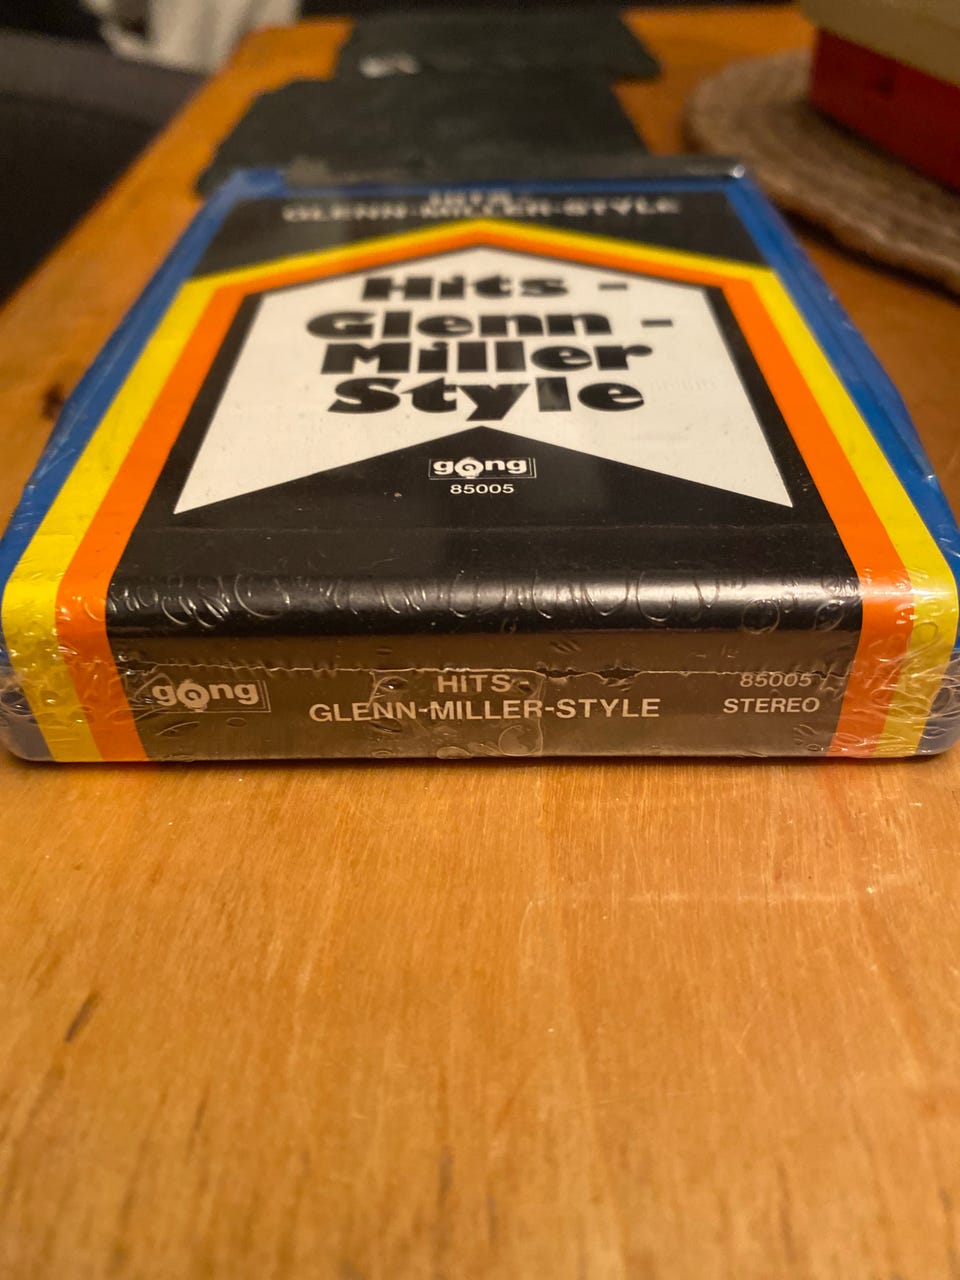 HITS -
GLENN-MILLER-STYLE
Hits -
Glenn -
Miller
Style
gong
85005
gong
HITS -
GLENN-MILLER-STYLE
85005
STEREO